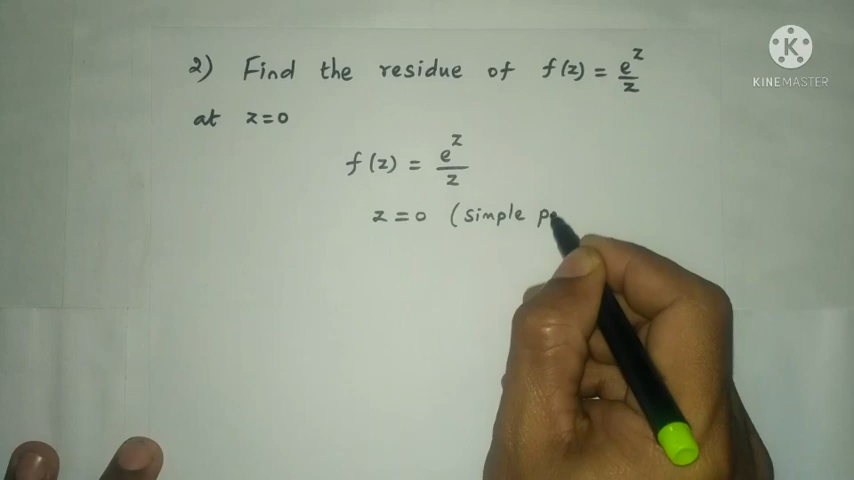 2) Find the residue of f(z) = e^z/z
at z=0
f(z) = e^z/z
z=0 (simple
K
KINEMASTER